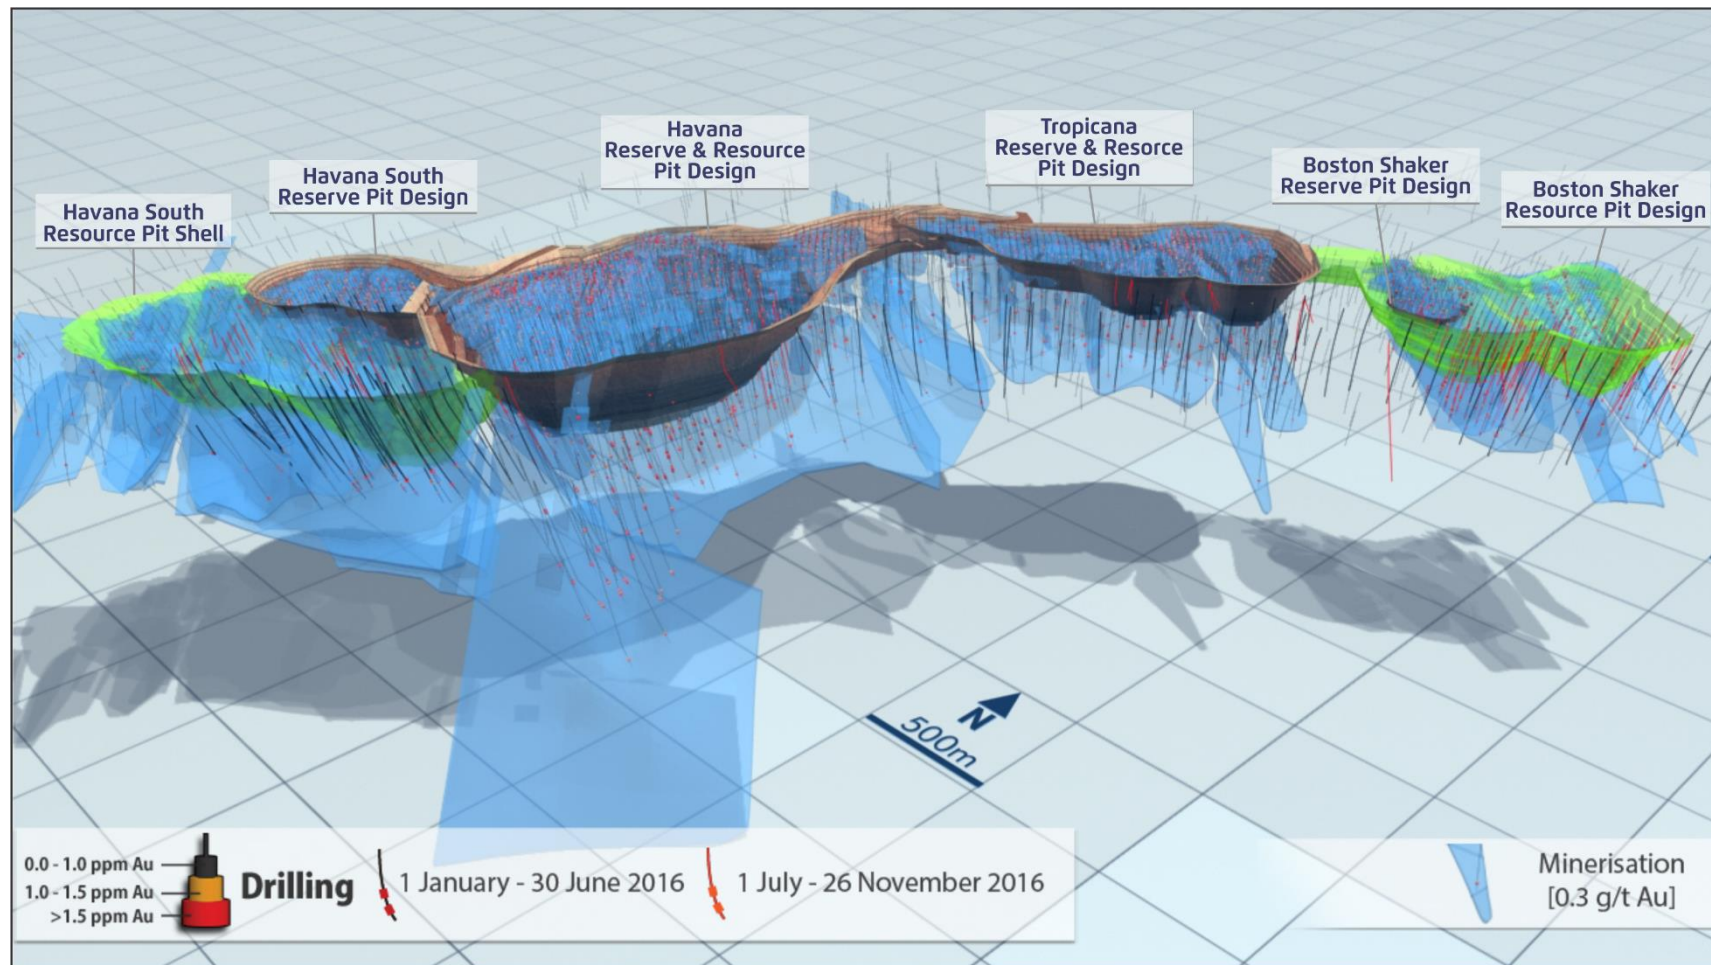 Havana South
Resource Pit Shell
Havana South
Reserve Pit Design
Havana
Reserve & Resource
Pit Design
Tropicana
Reserve & Resorce
Pit Design
Boston Shaker
Reserve Pit Design
Boston Shaker
Resource Pit Design
N
500m
0.0 - 1.0 ppm Au
1.0 - 1.5 ppm Au
>1.5 ppm Au
Drilling
1 January - 30 June 2016
1 July - 26 November 2016
Minerisation
[0.3 g/t Au]